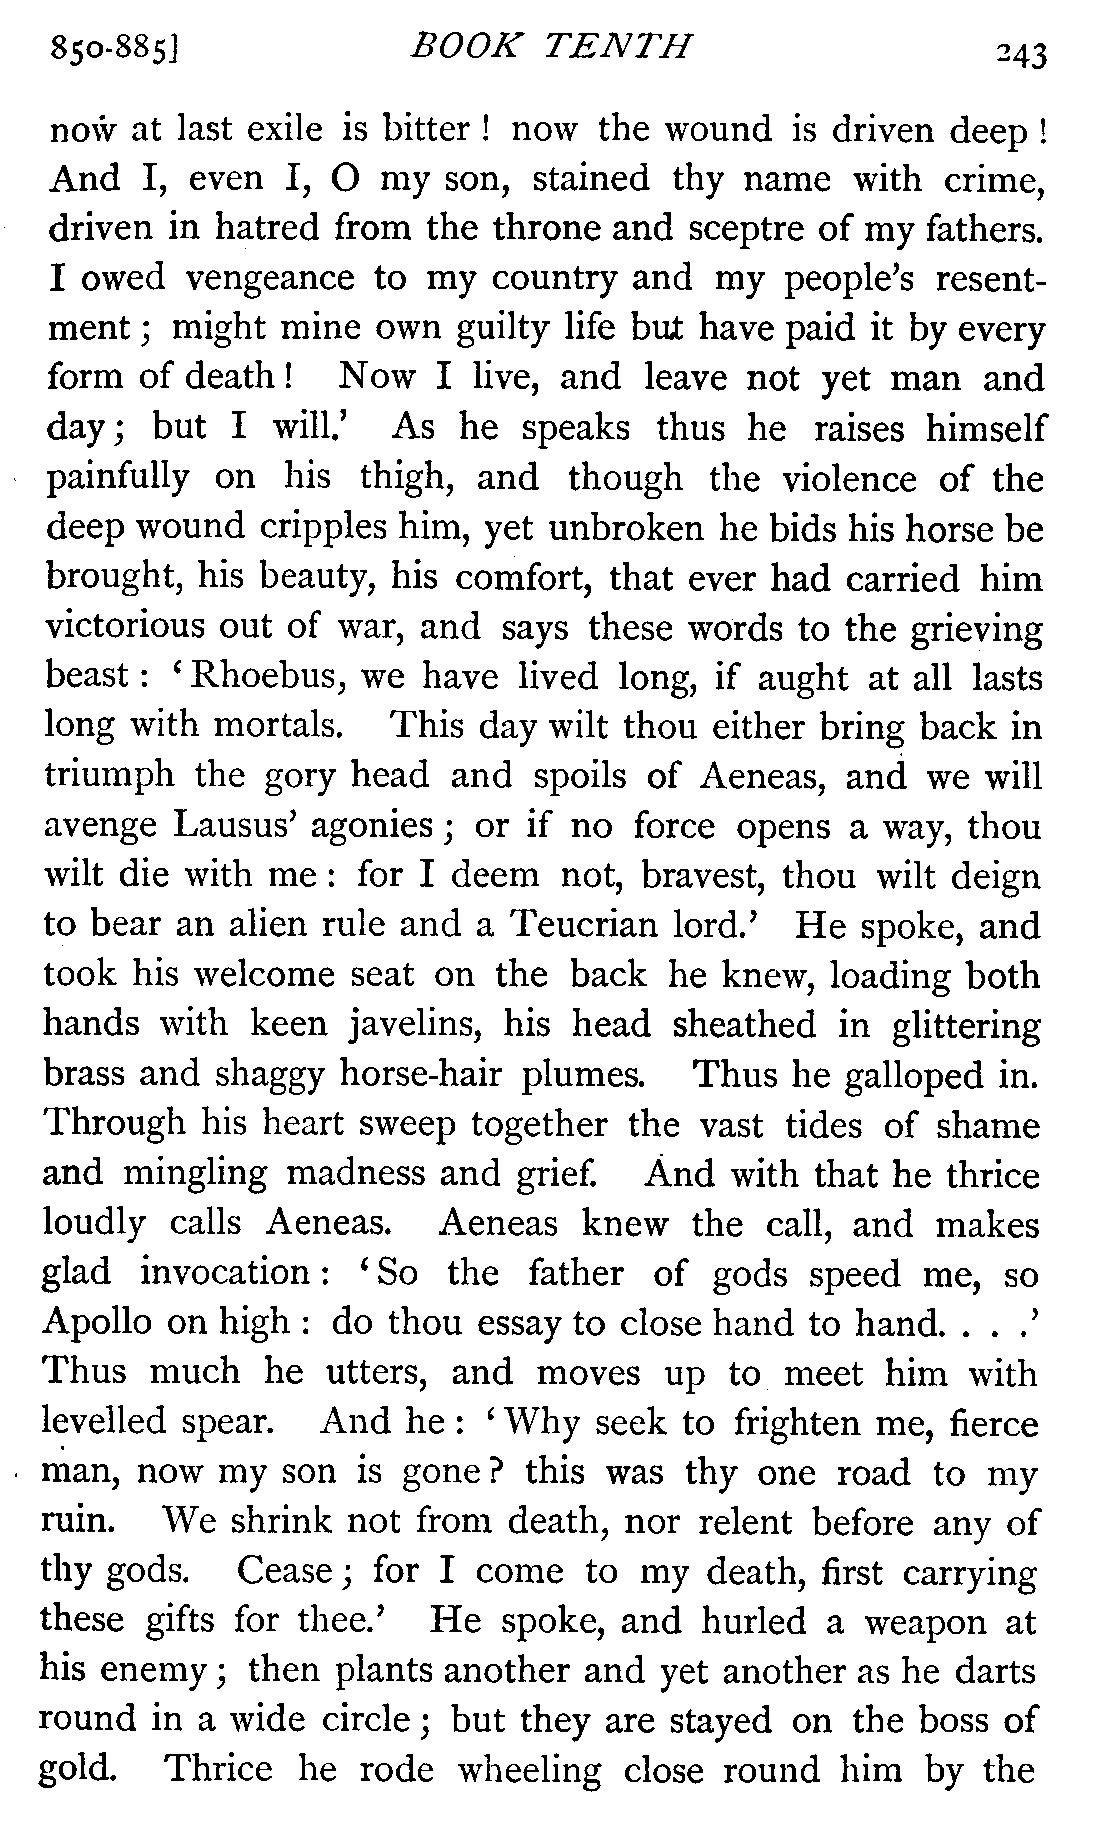 850-885] BOOK TENTH 243
now at last exile is bitter ! now the wound is driven deep !
And I, even I, O my son, stained thy name with crime,
driven in hatred from the throne and sceptre of my fathers.
I owed vengeance to my country and my people's resent-
ment ; might mine own guilty life but have paid it by every
form of death ! Now I live, and leave not yet man and
day ; but I will.' As he speaks thus he raises himself
painfully on his thigh, and though the violence of the
deep wound cripples him, yet unbroken he bids his horse be
brought, his beauty, his comfort, that ever had carried him
victorious out of war, and says these words to the grieving
beast : ‘ Rhoebus, we have lived long, if aught at all lasts
long with mortals. This day wilt thou either bring back in
triumph the gory head and spoils of Aeneas, and we will
avenge Lausus' agonies ; or if no force opens a way, thou
wilt die with me : for I deem not, bravest, thou wilt deign
to bear an alien rule and a Teucrian lord.' He spoke, and
took his welcome seat on the back he knew, loading both
hands with keen javelins, his head sheathed in glittering
brass and shaggy horse-hair plumes. Thus he galloped in.
Through his heart sweep together the vast tides of shame
and mingling madness and grief. And with that he thrice
loudly calls Aeneas. Aeneas knew the call, and makes
glad invocation : ‘ So the father of gods speed me, so
Apollo on high : do thou essay to close hand to hand. . . .'
Thus much he utters, and moves up to meet him with
levelled spear. And he : ‘ Why seek to frighten me, fierce
man, now my son is gone ? this was thy one road to my
ruin. We shrink not from death, nor relent before any of
thy gods. Cease ; for I come to my death, first carrying
these gifts for thee.' He spoke, and hurled a weapon at
his enemy ; then plants another and yet another as he darts
round in a wide circle ; but they are stayed on the boss of
gold. Thrice he rode wheeling close round him by the